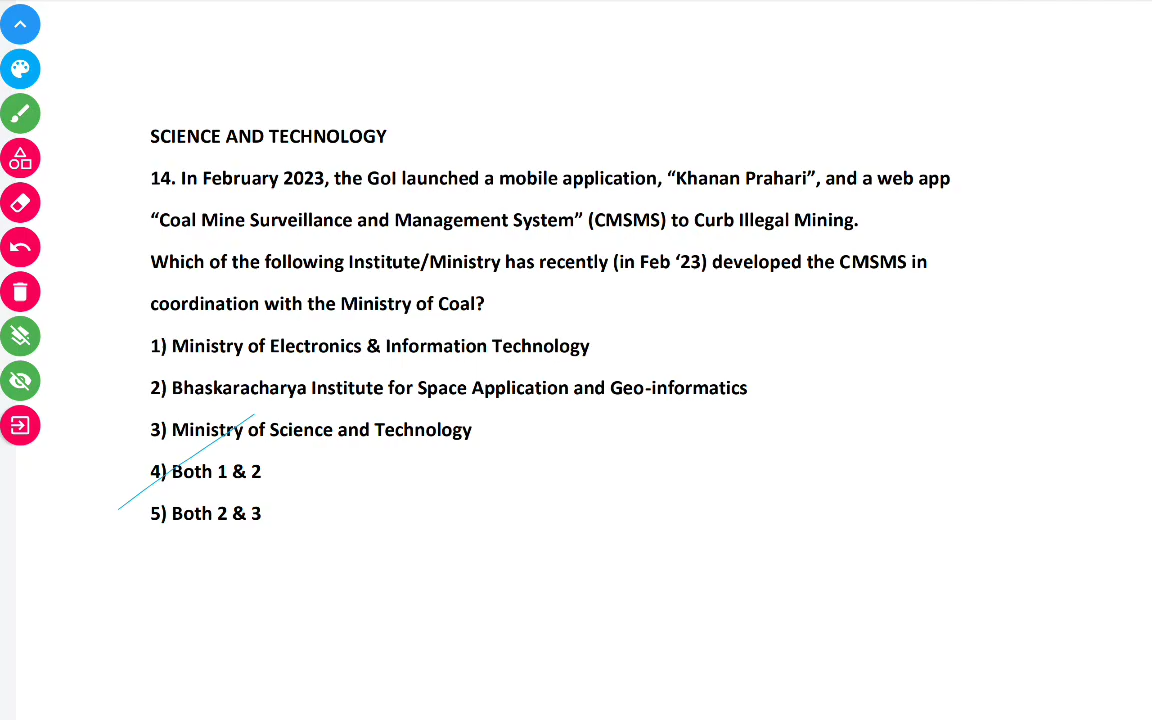 SCIENCE AND TECHNOLOGY
14. In February 2023, the GoI launched a mobile application, “Khanan Prahari”, and a web app
“Coal Mine Surveillance and Management System” (CMSMS) to Curb Illegal Mining.
Which of the following Institute/Ministry has recently (in Feb ‘23) developed the CMSMS in
coordination with the Ministry of Coal?
1) Ministry of Electronics & Information Technology
2) Bhaskaracharya Institute for Space Application and Geo-informatics
3) Ministry of Science and Technology
4) Both 1 & 2
5) Both 2 & 3